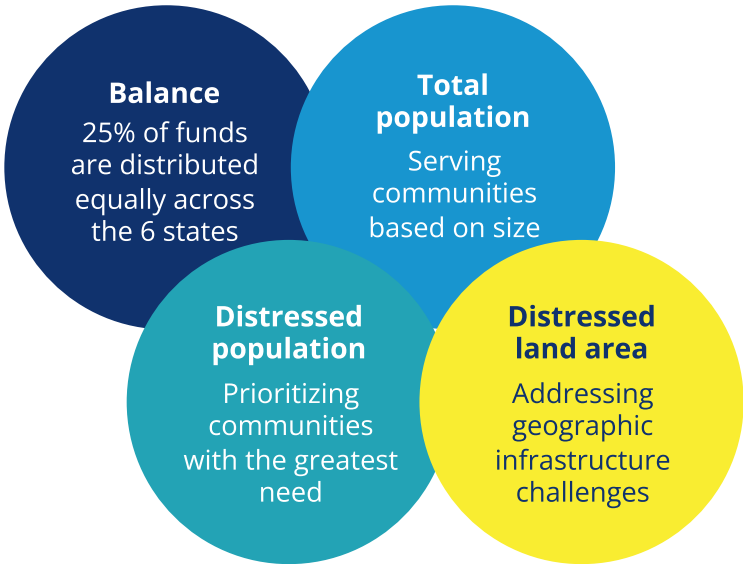 Balance
25% of funds
are distributed
equally across
the 6 states
Total
population
Serving
communities
based on size
Distressed
population
Prioritizing
communities
with the greatest
need
Distressed
land area
Addressing
geographic
infrastructure
challenges